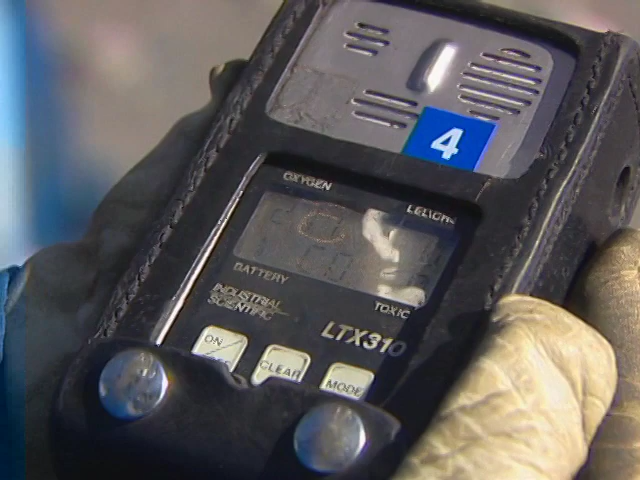 4
OXYGEN
LEL/CH4
BATTERY
TOXIC
INDUSTRIAL
SCIENTIFIC
LTX310
ON
CLEAR
MODE